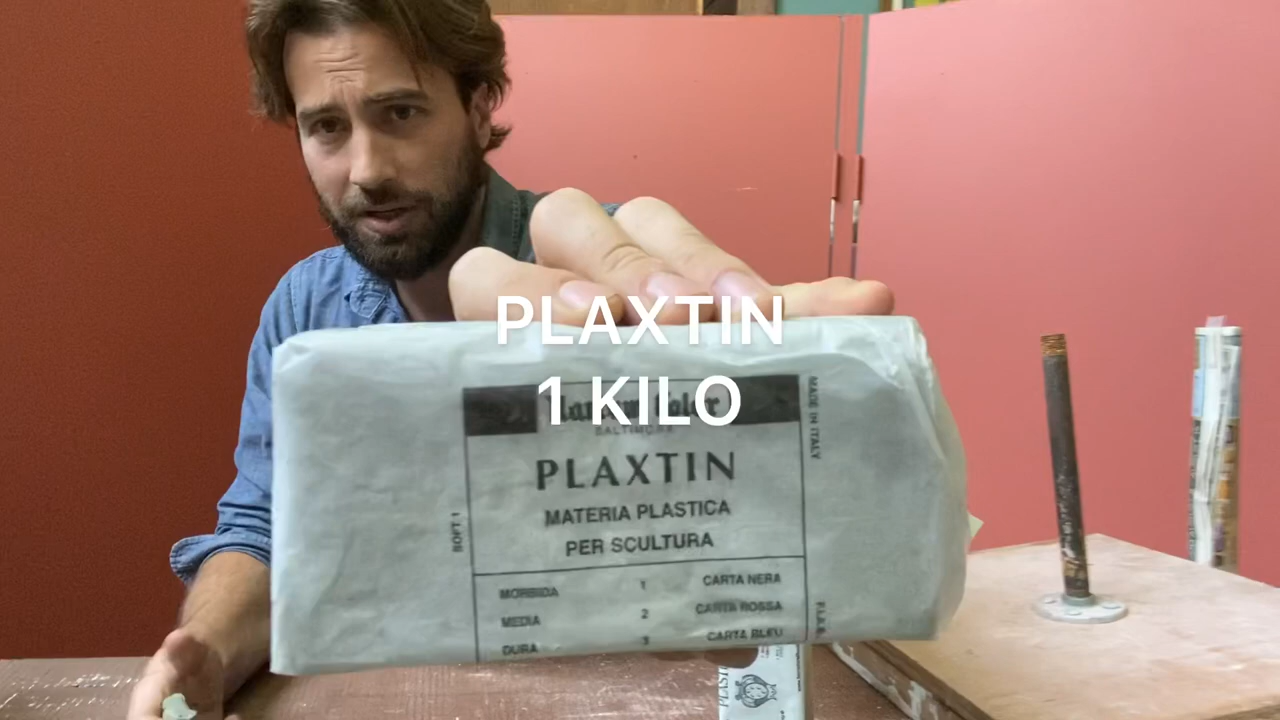 PLAXTIN
1 KILO
BALTIMORA
PLAXTIN
MATERIA PLASTICA
PER SCULTURA
MORBIDA 1 CARTA NERA
MEDIA 2 CARTA ROSSA
DURA 3 CARTA BLEU
SOFT 1
MADE IN ITALY